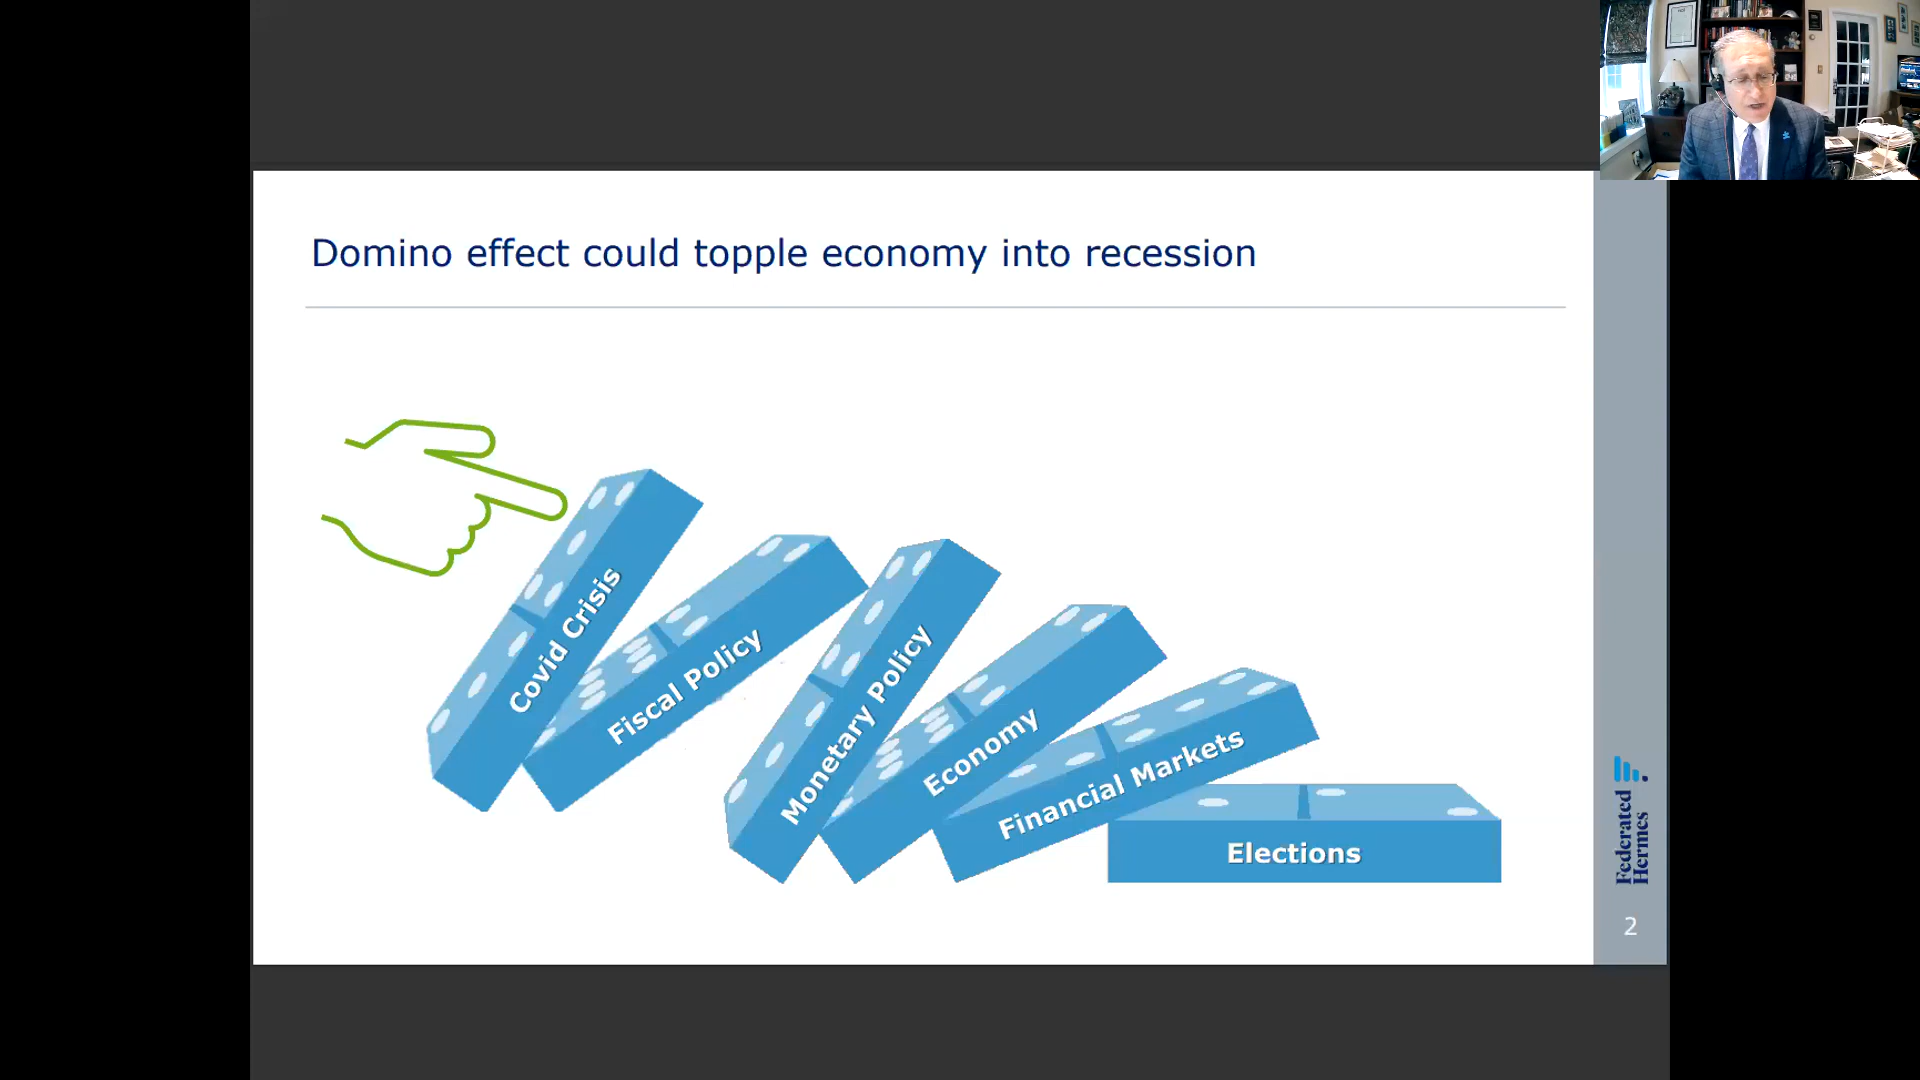 Domino effect could topple economy into recession
Covid Crisis
Fiscal Policy
Monetary Policy
Economy
Financial Markets
Elections
Federated
Hermes
2